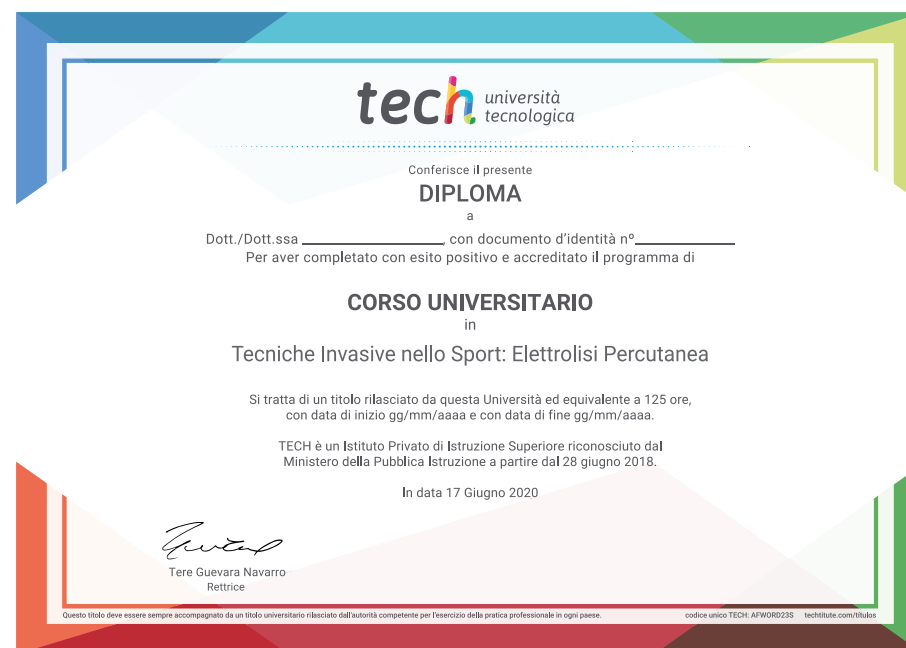 tech università
tecnologica
Conferisce il presente
DIPLOMA
a
Dott./Dott.ssa ____________________, con documento d'identità nº______________
Per aver completato con esito positivo e accreditato il programma di
CORSO UNIVERSITARIO
in
Tecniche Invasive nello Sport: Elettrolisi Percutanea
Si tratta di un titolo rilasciato da questa Università ed equivalente a 125 ore,
con data di inizio gg/mm/aaaa e con data di fine gg/mm/aaaa.
TECH è un Istituto Privato di Istruzione Superiore riconosciuto dal
Ministero della Pubblica Istruzione a partire dal 28 giugno 2018.
In data 17 Giugno 2020
Tere Guevara Navarro
Rettrice
Questo titolo deve essere sempre accompagnato da un titolo universitario rilasciato dall'autorità competente per l'esercizio della pratica professionale in ogni paese. codice unico TECH: AFWORD23S techtitute.com/titulos